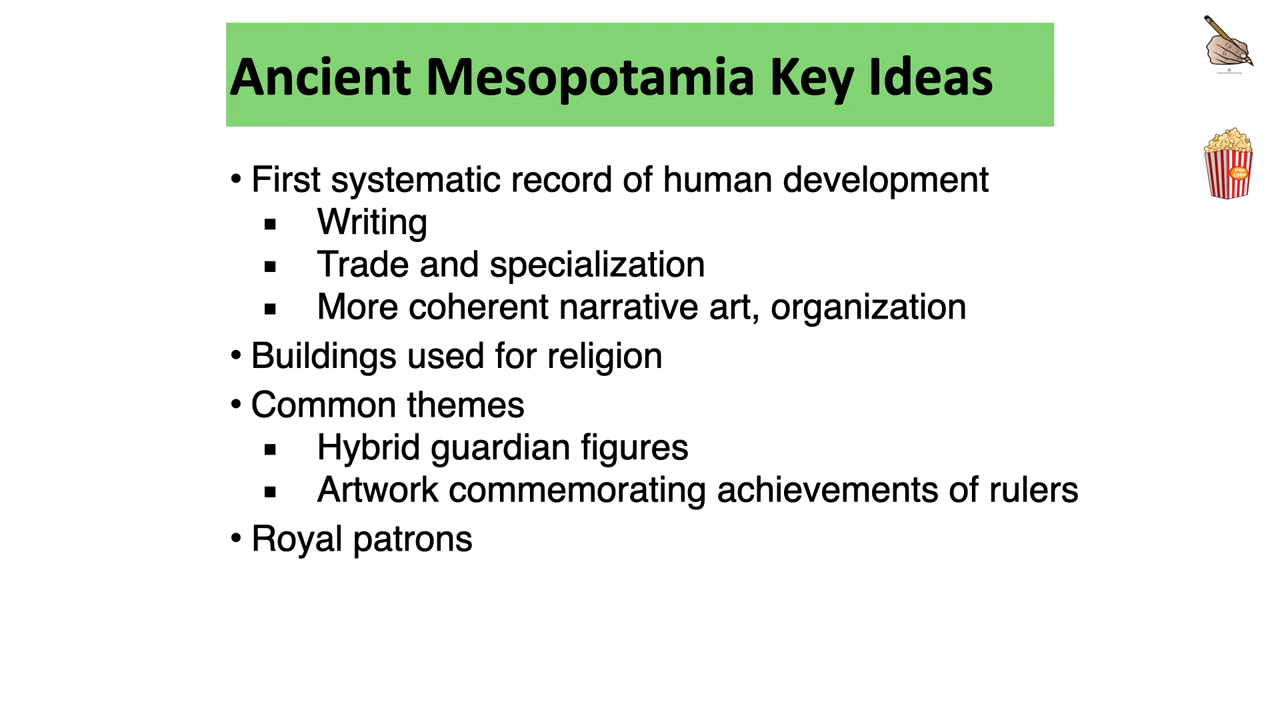 Ancient Mesopotamia Key Ideas
• First systematic record of human development
▪ Writing
▪ Trade and specialization
▪ More coherent narrative art, organization
• Buildings used for religion
• Common themes
▪ Hybrid guardian figures
▪ Artwork commemorating achievements of rulers
• Royal patrons